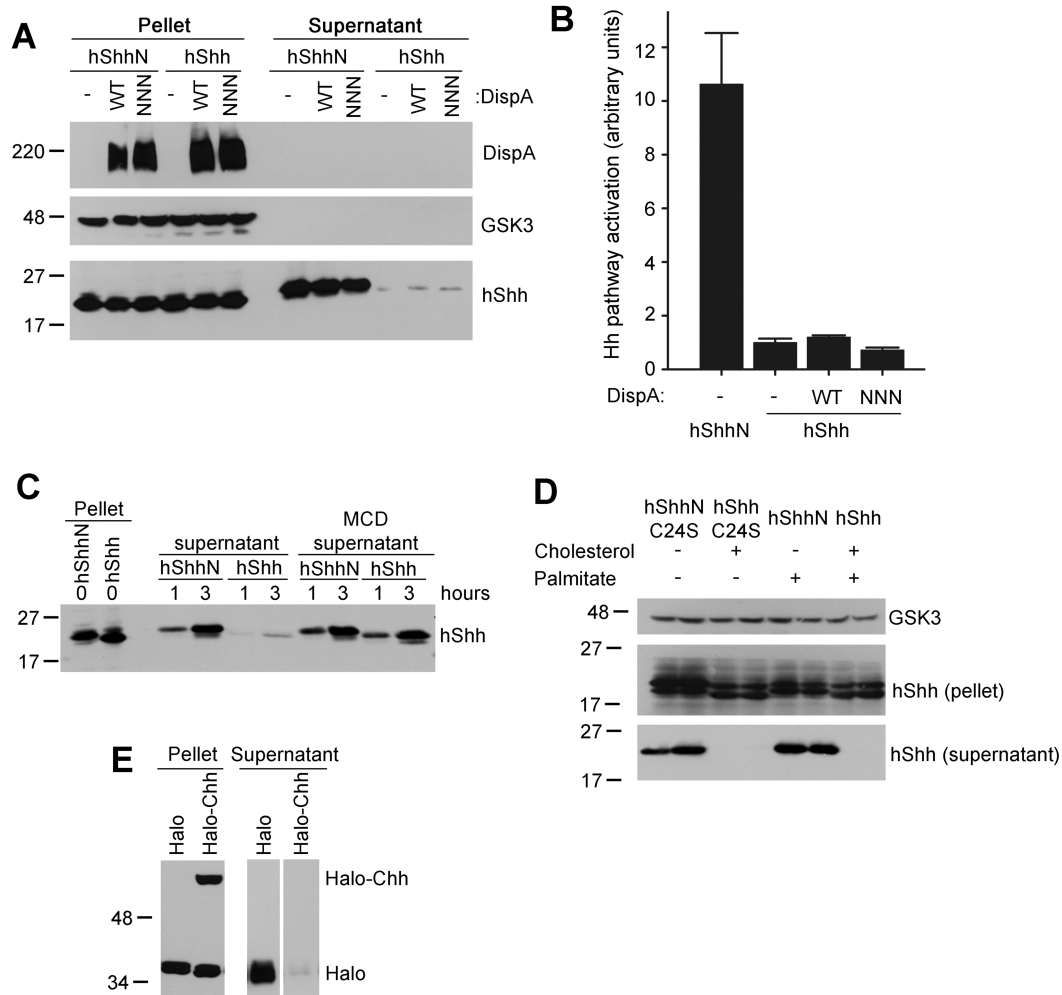 A
Pellet Supernatant
hShhN hShh hShhN hShh
- WT NNN - WT NNN - WT NNN - WT NNN :DispA
220 DispA
48 GSK3
27 hShh
17
B
Hh pathway activation (arbitrary units)
12
10
8
6
4
2
0
DispA: - - WT NNN
hShhN hShh
C
Pellet
hShhN hShh
MCD
supernatant supernatant
hShhN hShh hShhN hShh
0 0 1 3 1 3 1 3 1 3 hours
27 hShh
17
D
hShhN hShh hShhN hShh
C24S C24S
Cholesterol - + - +
Palmitate - - + +
48 GSK3
27
hShh (pellet)
17
27
hShh (supernatant)
17
E
Pellet Supernatant
Halo Halo-Chh Halo Halo-Chh
Halo-Chh
48
Halo
34